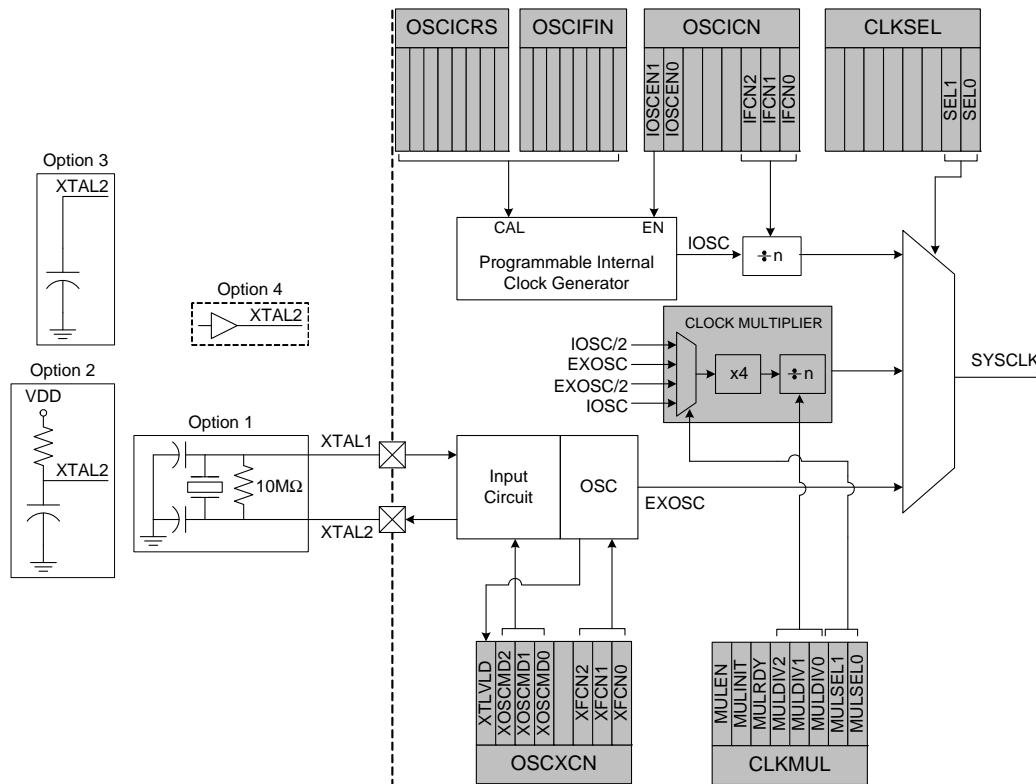 OSCICRS
OSCIFIN
OSCICN
CLKSEL
IOSCEN1
IOSCEN0
IFCN2
IFCN1
IFCN0
SEL1
SEL0
Option 3
XTAL2
CAL
EN
Programmable Internal
Clock Generator
IOSC
÷n
Option 4
XTAL2
CLOCK MULTIPLIER
IOSC/2
EXOSC
EXOSC/2
IOSC
x4
÷n
SYSCLK
Option 2
VDD
XTAL2
Option 1
10MΩ
XTAL1
XTAL2
Input
Circuit
OSC
EXOSC
XTLVLD
XOSCMD2
XOSCMD1
XOSCMD0
XFCN2
XFCN1
XFCN0
OSCXCN
MULEN
MULINIT
MULRDY
MULDIV2
MULDIV1
MULDIV0
MULSEL1
MULSEL0
CLKMUL